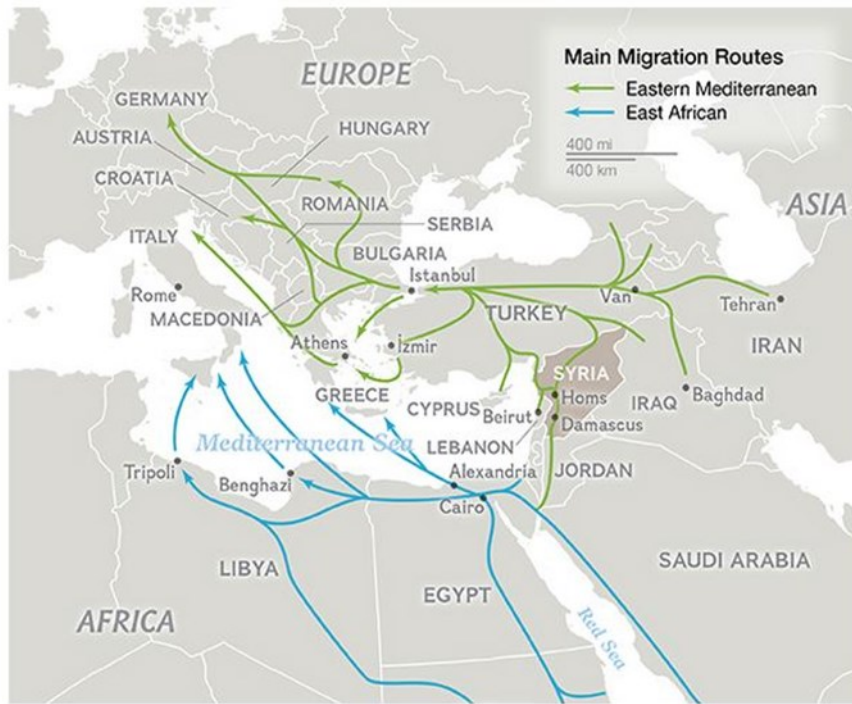 Main Migration Routes
Eastern Mediterranean
East African
400 mi
400 km
EUROPE
GERMANY
AUSTRIA
HUNGARY
CROATIA
ROMANIA
ASIA
SERBIA
ITALY
BULGARIA
Istanbul
Rome
Van
Tehran
MACEDONIA
TURKEY
Athens
İzmir
IRAN
SYRIA
GREECE
Homs
IRAQ
Baghdad
CYPRUS
Beirut
Damascus
Mediterranean Sea
LEBANON
Tripoli
Alexandria
JORDAN
Benghazi
Cairo
SAUDI ARABIA
LIBYA
EGYPT
AFRICA
Red Sea